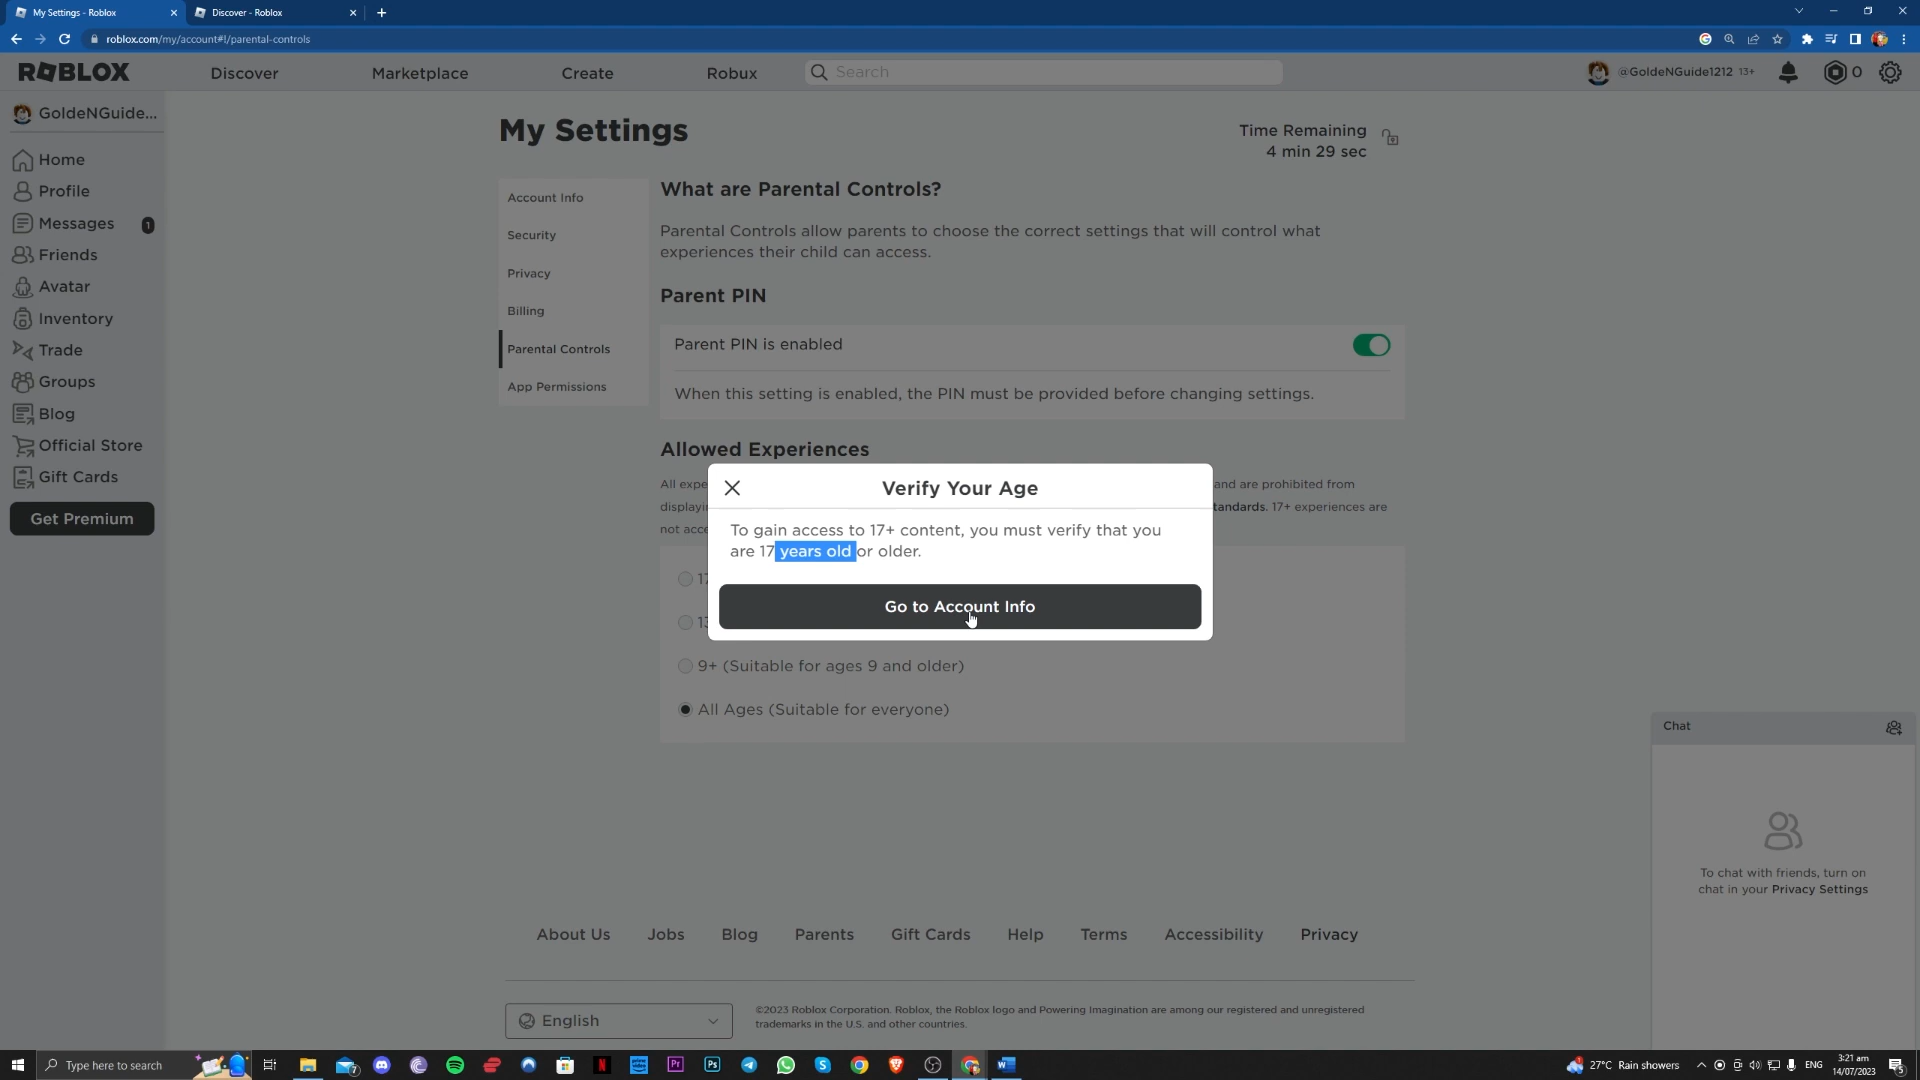 My Settings - Roblox
Discover - Roblox
roblox.com/my/account#!/parental-controls
ROBLOX
Discover
Marketplace
Create
Robux
Search
@GoldeNGuide1212 13+
0
GoldeNGuide...
Home
Profile
Messages 1
Friends
Avatar
Inventory
Trade
Groups
Blog
Official Store
Gift Cards
Get Premium
My Settings
Time Remaining
4 min 29 sec
Account Info
Security
Privacy
Billing
Parental Controls
App Permissions
What are Parental Controls?
Parental Controls allow parents to choose the correct settings that will control what
experiences their child can access.
Parent PIN
Parent PIN is enabled
When this setting is enabled, the PIN must be provided before changing settings.
Allowed Experiences
All expe
and are prohibited from
displayi
tandards. 17+ experiences are
not acce
Verify Your Age
To gain access to 17+ content, you must verify that you
are 17 years old or older.
Go to Account Info
9+ (Suitable for ages 9 and older)
All Ages (Suitable for everyone)
Chat
To chat with friends, turn on
chat in your Privacy Settings
About Us
Jobs
Blog
Parents
Gift Cards
Help
Terms
Accessibility
Privacy
English
©2023 Roblox Corporation. Roblox, the Roblox logo and Powering Imagination are among our registered and unregistered
trademarks in the U.S. and other countries.
Type here to search
27°C Rain showers
ENG
3:21 am
14/07/2023